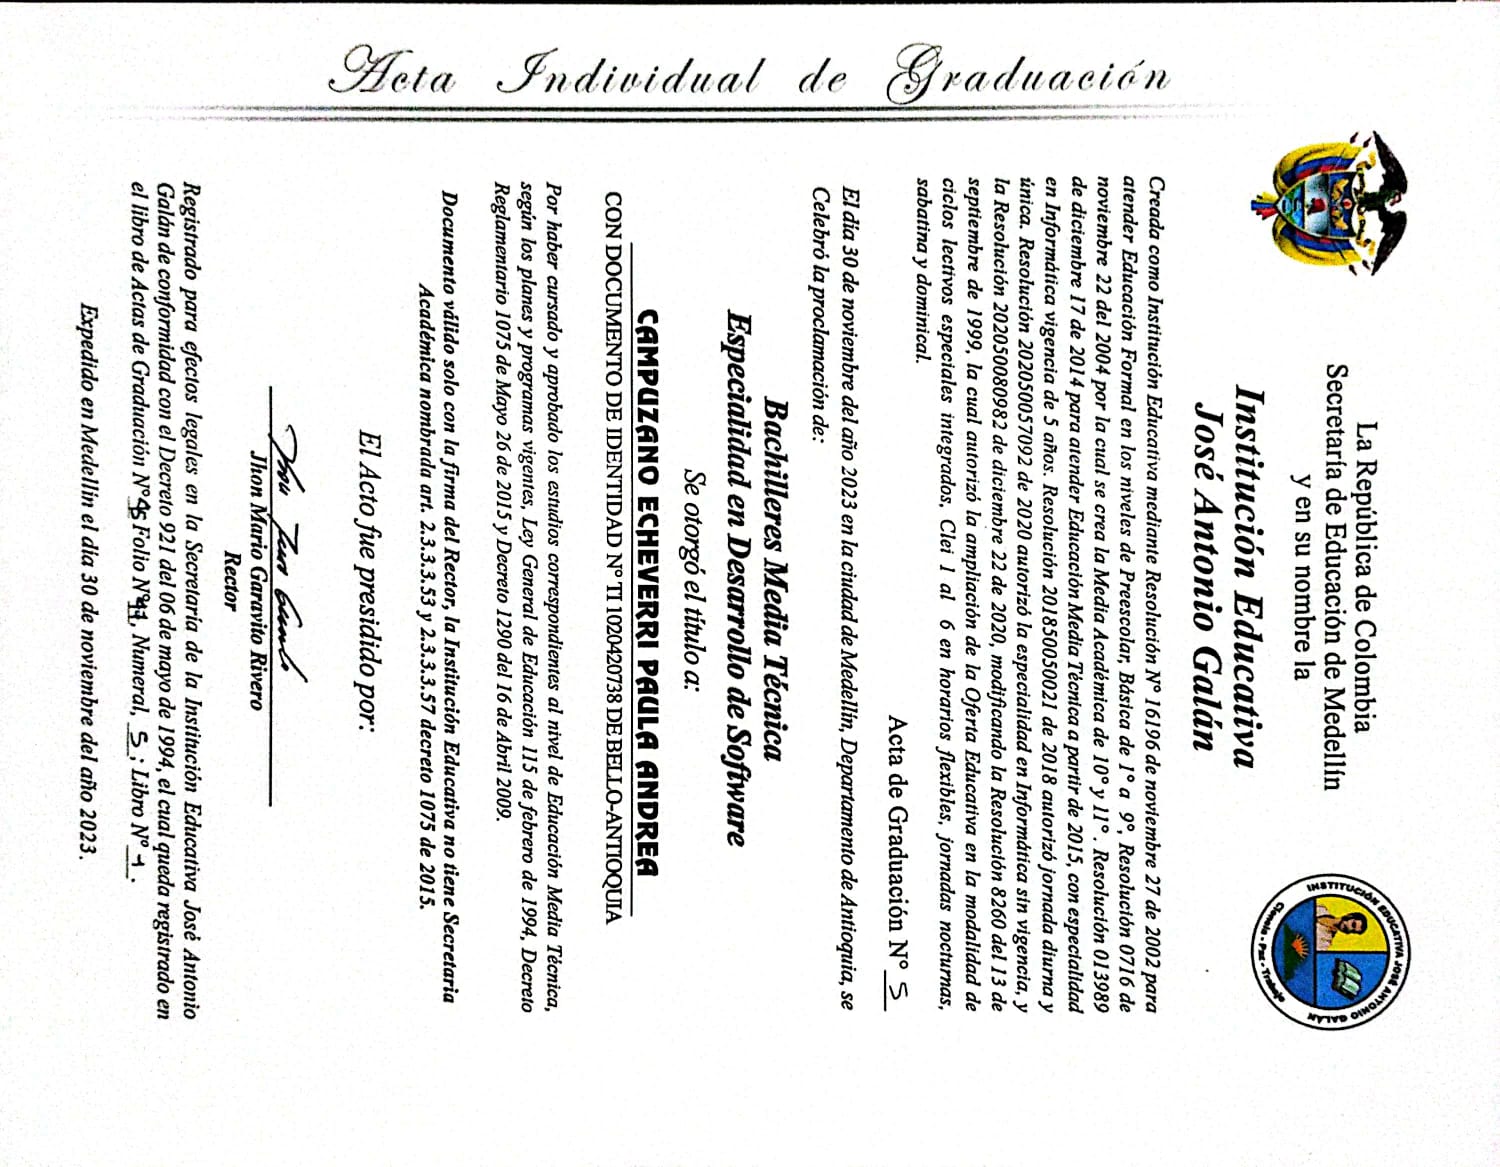 La República de Colombia
Secretaría de Educación de Medellín
y en su nombre la
INSTITUCIÓN EDUCATIVA JOSÉ ANTONIO GALÁN
Ciencia - Paz - Trabajo
Institución Educativa
José Antonio Galán
Creada como Institución Educativa mediante Resolución N° 16196 de noviembre 27 de 2002 para
atender Educación Formal en los niveles de Preescolar, Básica de 1° a 9°, Resolución 0716 de
noviembre 22 del 2004 por la cual se crea la Media Académica de 10° y 11°. Resolución 013989
de diciembre 17 de 2014 para atender Educación Media Técnica a partir de 2015, con especialidad
en Informática vigencia de 5 años. Resolución 201850050021 de 2018 autorizó jornada diurna y
única. Resolución 202050057092 de 2020 autorizó la especialidad en Informática sin vigencia, y
la Resolución 202050080982 de diciembre 22 de 2020, modificando la Resolución 8260 del 13 de
septiembre de 1999, la cual autorizó la ampliación de la Oferta Educativa en la modalidad de
ciclos lectivos especiales integrados, Clei 1 al 6 en horarios flexibles, jornadas nocturnas,
sabatina y dominical.
Acta de Graduación N° 5
El día 30 de noviembre del año 2023 en la ciudad de Medellín, Departamento de Antioquia, se
Celebró la proclamación de:
Bachilleres Media Técnica
Especialidad en Desarrollo de Software
Se otorgó el título a:
CAMPUZANO ECHEVERRI PAULA ANDREA
CON DOCUMENTO DE IDENTIDAD N° TI 1020420738 DE BELLO-ANTIOQUIA
Por haber cursado y aprobado los estudios correspondientes al nivel de Educación Media Técnica,
según los planes y programas vigentes, Ley General de Educación 115 de febrero de 1994, Decreto
Reglamentario 1075 de Mayo 26 de 2015 y Decreto 1290 del 16 de Abril 2009.
Documento válido solo con la firma del Rector, la Institución Educativa no tiene Secretaria
Académica nombrada art. 2.3.3.3.53 y 2.3.3.3.57 decreto 1075 de 2015.
El Acto fue presidido por:
Jhon Mario Garavito Rivero
Rector
Registrado para efectos legales en la Secretaría de la Institución Educativa José Antonio
Galán de conformidad con el Decreto 921 del 06 de mayo de 1994, el cual queda registrado en
el libro de Actas de Graduación N° Folio N°, Numeral, 5 ; Libro N° 1 .
Expedido en Medellín el día 30 de noviembre del año 2023.
Acta Individual de Graduación